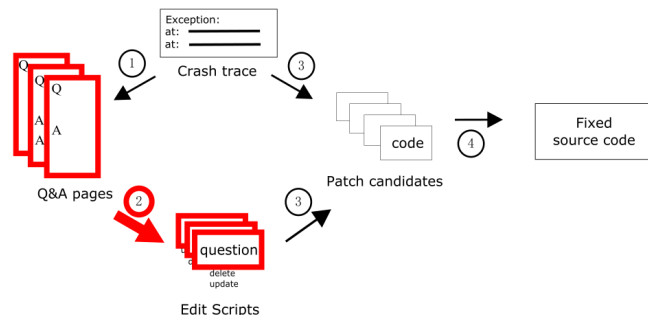 Exception:
at:
at:
Crash trace
1
3
Q
Q
Q
A
A
A
code
4
Fixed
source code
Patch candidates
Q&A pages
2
3
question
delete
update
Edit Scripts